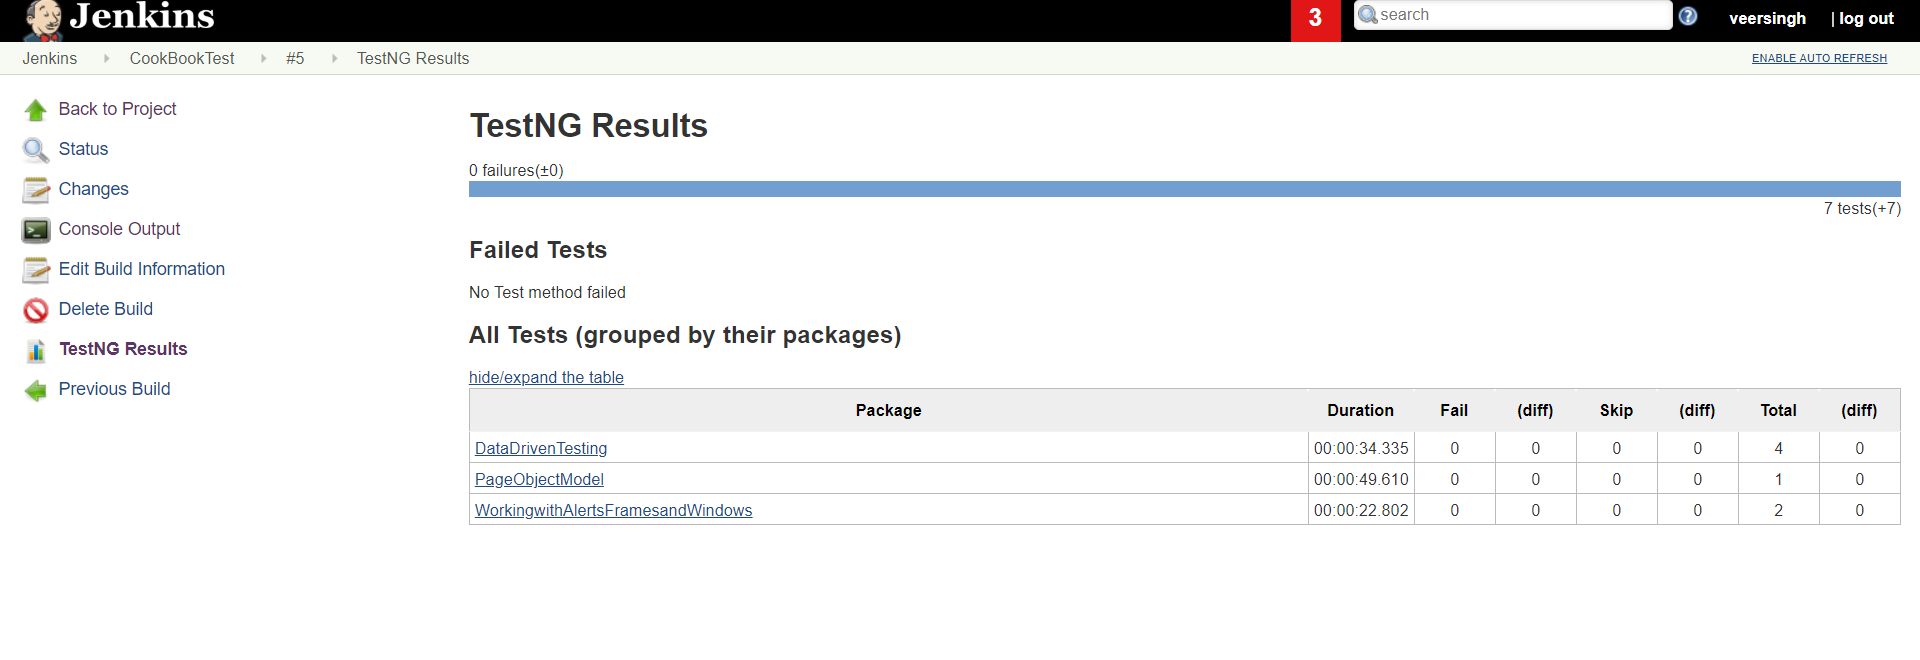 Jenkins
3
search
veersingh | log out
Jenkins CookBookTest #5 TestNG Results
ENABLE AUTO REFRESH
Back to Project
Status
Changes
Console Output
Edit Build Information
Delete Build
TestNG Results
Previous Build
TestNG Results
0 failures(±0)
7 tests(+7)
Failed Tests
No Test method failed
All Tests (grouped by their packages)
hide/expand the table
Package Duration Fail (diff) Skip (diff) Total (diff)
DataDrivenTesting 00:00:34.335 0 0 0 0 4 0
PageObjectModel 00:00:49.610 0 0 0 0 1 0
WorkingwithAlertsFramesandWindows 00:00:22.802 0 0 0 0 2 0